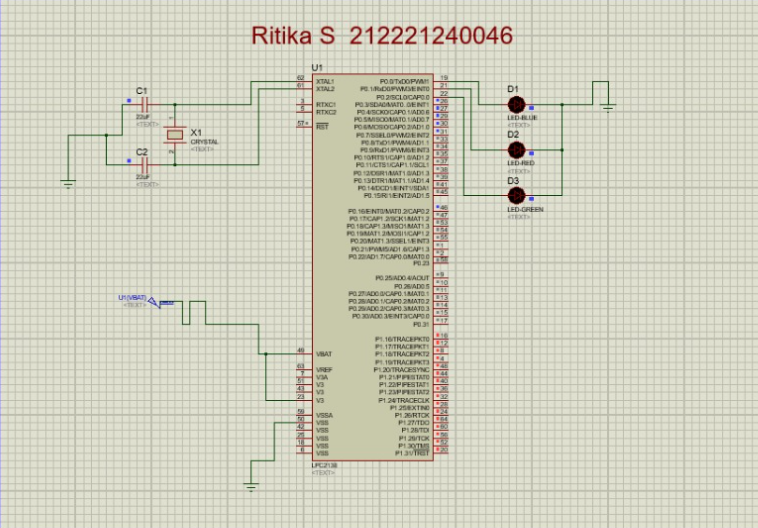 Ritika S 212221240046
U1
C1
22uF
<TEXT>
X1
CRYSTAL
<TEXT>
C2
22uF
<TEXT>
62 XTAL1
61 XTAL2
3 RTXC1
5 RTXC2
57 RST
U1(VBAT)
<TEXT>
49 VBAT
63 VREF
7 V3A
51 V3
43 V3
23 V3
59 VSSA
50 VSS
42 VSS
25 VSS
18 VSS
6 VSS
LPC2138
<TEXT>
P0.0/TxD0/PWM1 19
P0.1/RxD0/PWM3/EINT0 21
P0.2/SCL0/CAP0.0 22
P0.3/SDA0/MAT0.0/EINT1 26
P0.4/SCK0/CAP0.1/AD0.6 27
P0.5/MISO0/MAT0.1/AD0.7 29
P0.6/MOSI0/CAP0.2/AD1.0 30
P0.7/SSEL0/PWM2/EINT2 31
P0.8/TxD1/PWM4/AD1.1 33
P0.9/RxD1/PWM6/EINT3 34
P0.10/RTS1/CAP1.0/AD1.2 35
P0.11/CTS1/CAP1.1/SCL1 37
P0.12/DSR1/MAT1.0/AD1.3 38
P0.13/DTR1/MAT1.1/AD1.4 39
P0.14/DCD1/EINT1/SDA1 41
P0.15/RI1/EINT2/AD1.5 45
P0.16/EINT0/MAT0.2/CAP0.2 46
P0.17/CAP1.2/SCK1/MAT1.2 47
P0.18/CAP1.3/MISO1/MAT1.3 53
P0.19/MAT1.2/MOSI1/CAP1.2 54
P0.20/MAT1.3/SSEL1/EINT3 55
P0.21/PWM5/AD1.6/CAP1.3 1
P0.22/AD1.7/CAP0.0/MAT0.0 2
P0.23 58
P0.25/AD0.4/AOUT 9
P0.26/AD0.5 10
P0.27/AD0.0/CAP0.1/MAT0.1 11
P0.28/AD0.1/CAP0.2/MAT0.2 13
P0.29/AD0.2/CAP0.3/MAT0.3 14
P0.30/AD0.3/EINT3/CAP0.0 15
P0.31 17
P1.16/TRACEPKT0 16
P1.17/TRACEPKT1 12
P1.18/TRACEPKT2 8
P1.19/TRACEPKT3 4
P1.20/TRACESYNC 48
P1.21/PIPESTAT0 44
P1.22/PIPESTAT1 40
P1.23/PIPESTAT2 36
P1.24/TRACECLK 32
P1.25/EXTIN0 28
P1.26/RTCK 24
P1.27/TDO 64
P1.28/TDI 60
P1.29/TCK 56
P1.30/TMS 52
P1.31/TRST 20
D1
LED-BLUE
<TEXT>
D2
LED-RED
<TEXT>
D3
LED-GREEN
<TEXT>